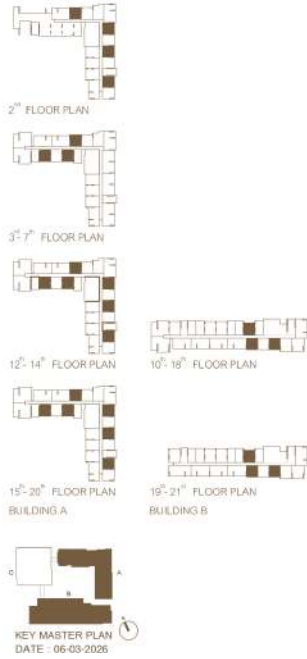 2nd FLOOR PLAN
3rd- 7th FLOOR PLAN
12th- 14th FLOOR PLAN
10th- 18th FLOOR PLAN
15th- 20th FLOOR PLAN
19th- 21th FLOOR PLAN
BUILDING A
BUILDING B
C
A
B
KEY MASTER PLAN
DATE : 06-03-2026